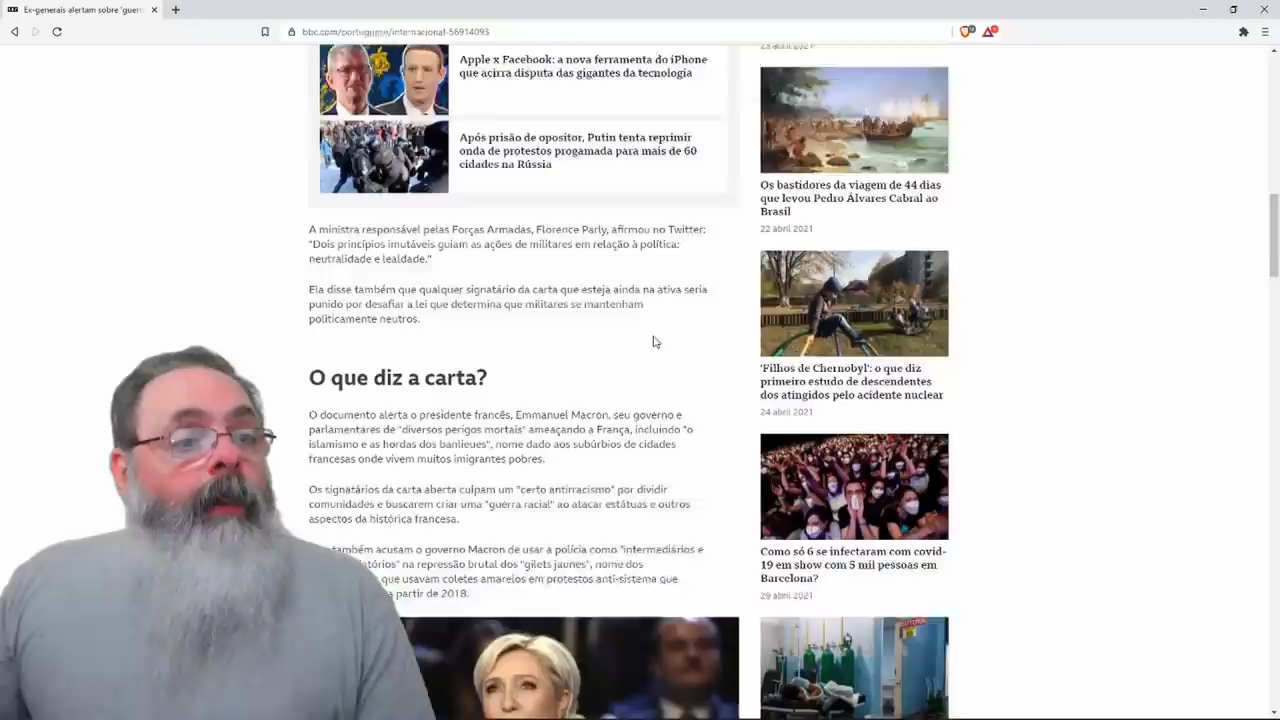 Ex-generais alertam sobre 'guerr
bbc.com/portuguese/internacional-56914093
Apple x Facebook: a nova ferramenta do iPhone
que acirra disputa das gigantes da tecnologia
Após prisão de opositor, Putin tenta reprimir
onda de protestos progamada para mais de 60
cidades na Rússia
A ministra responsável pelas Forças Armadas, Florence Parly, afirmou no Twitter:
"Dois princípios imutáveis guiam as ações de militares em relação à política:
neutralidade e lealdade."
Ela disse também que qualquer signatário da carta que esteja ainda na ativa seria
punido por desafiar a lei que determina que militares se mantenham
politicamente neutros.
O que diz a carta?
O documento alerta o presidente francês, Emmanuel Macron, seu governo e
parlamentares de "diversos perigos mortais" ameaçando a França, incluindo "o
islamismo e as hordas dos banlieues", nome dado aos subúrbios de cidades
francesas onde vivem muitos imigrantes pobres.
Os signatários da carta aberta culpam um "certo antirracismo" por dividir
comunidades e buscarem criar uma "guerra racial" ao atacar estátuas e outros
aspectos da histórica francesa.
também acusam o governo Macron de usar a polícia como "intermediários e
na repressão brutal dos "gilets jaunes", nome dos
que usavam coletes amarelos em protestos anti-sistema que
a partir de 2018.
23 abril 2021
Os bastidores da viagem de 44 dias
que levou Pedro Álvares Cabral ao
Brasil
22 abril 2021
'Filhos de Chernobyl': o que diz
primeiro estudo de descendentes
dos atingidos pelo acidente nuclear
24 abril 2021
Como só 6 se infectaram com covid-
19 em show com 5 mil pessoas em
Barcelona?
29 abril 2021